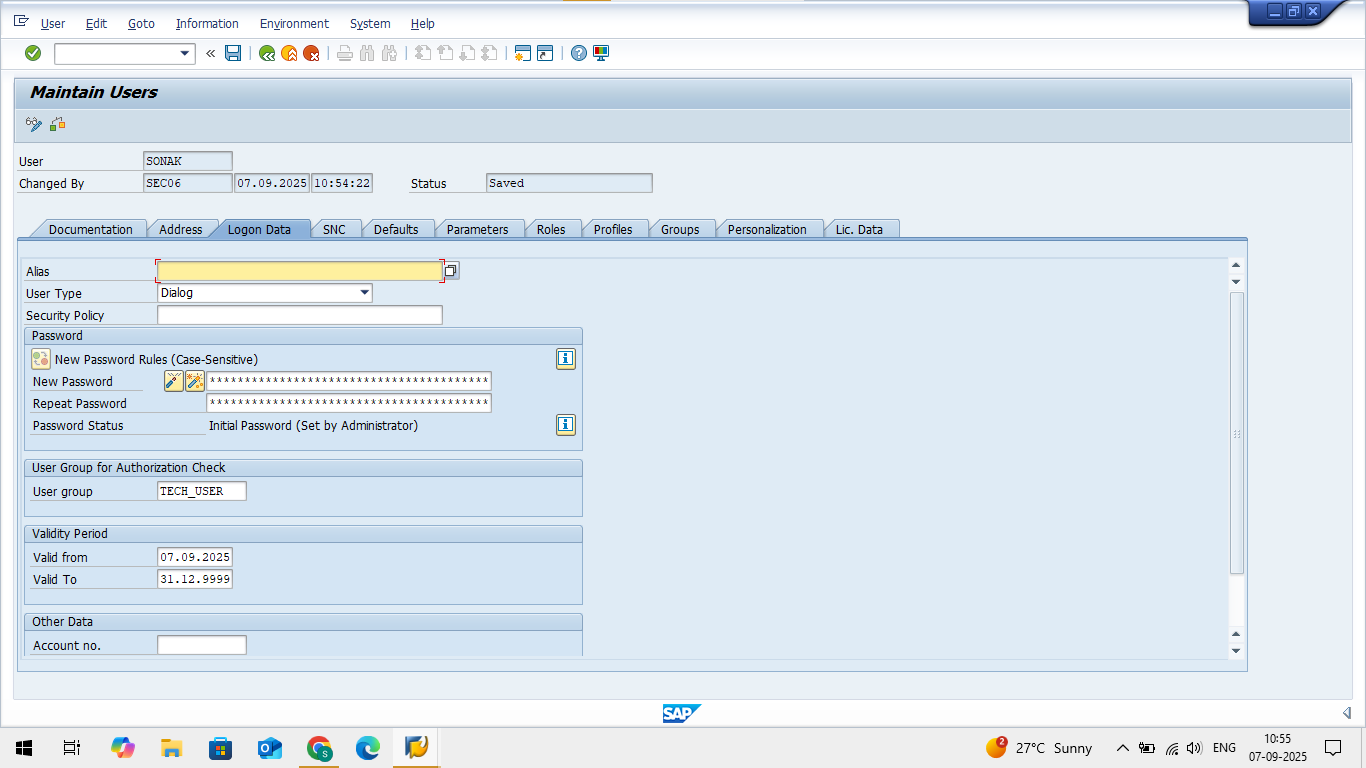 User Edit Goto Information Environment System Help
Maintain Users
User SONAK
Changed By SEC06 07.09.2025 10:54:22 Status Saved
Documentation Address Logon Data SNC Defaults Parameters Roles Profiles Groups Personalization Lic. Data
Alias
User Type Dialog
Security Policy
Password
New Password Rules (Case-Sensitive)
New Password ****************************************
Repeat Password ****************************************
Password Status Initial Password (Set by Administrator)
User Group for Authorization Check
User group TECH_USER
Validity Period
Valid from 07.09.2025
Valid To 31.12.9999
Other Data
Account no.
SAP
2 27°C Sunny ENG 10:55
07-09-2025